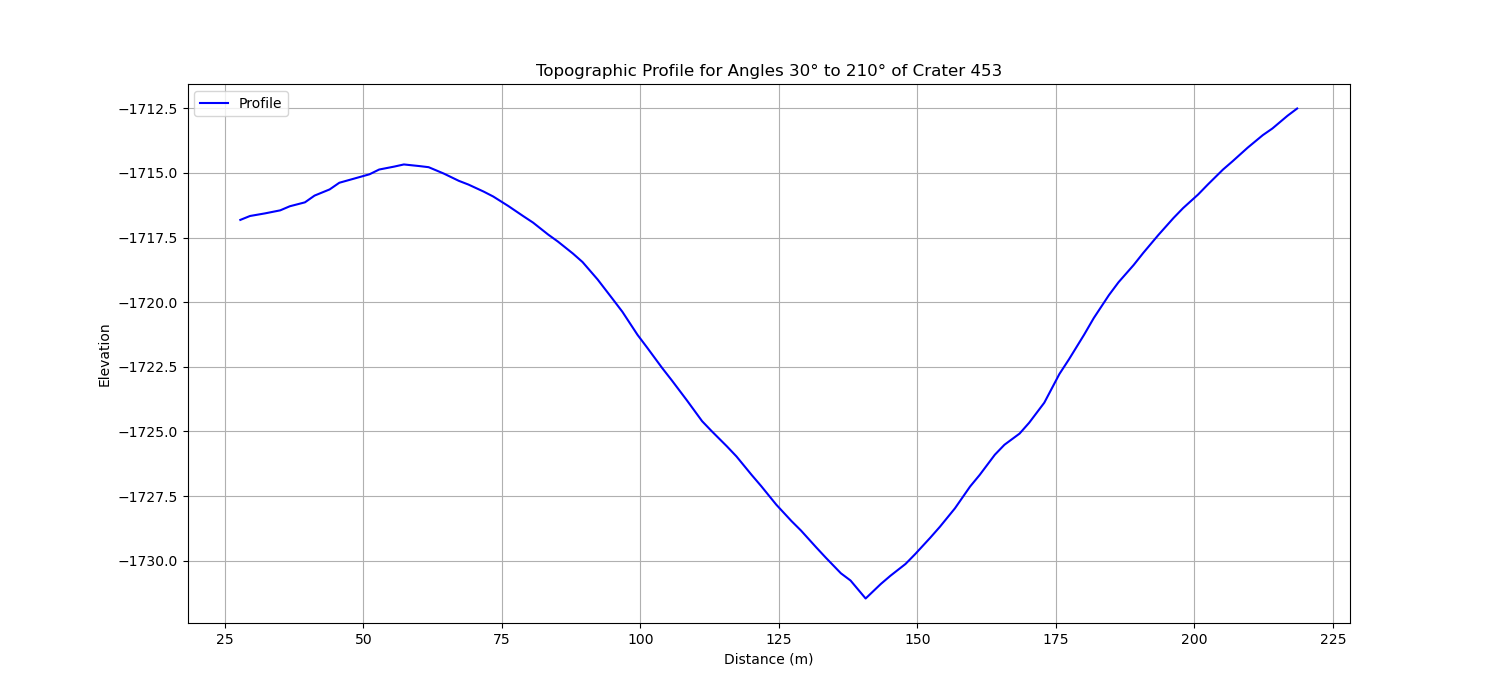 Topographic Profile for Angles 30° to 210° of Crater 453
Profile
−1712.5
−1715.0
−1717.5
−1720.0
−1722.5
−1725.0
−1727.5
−1730.0
Elevation
25 50 75 100 125 150 175 200 225
Distance (m)